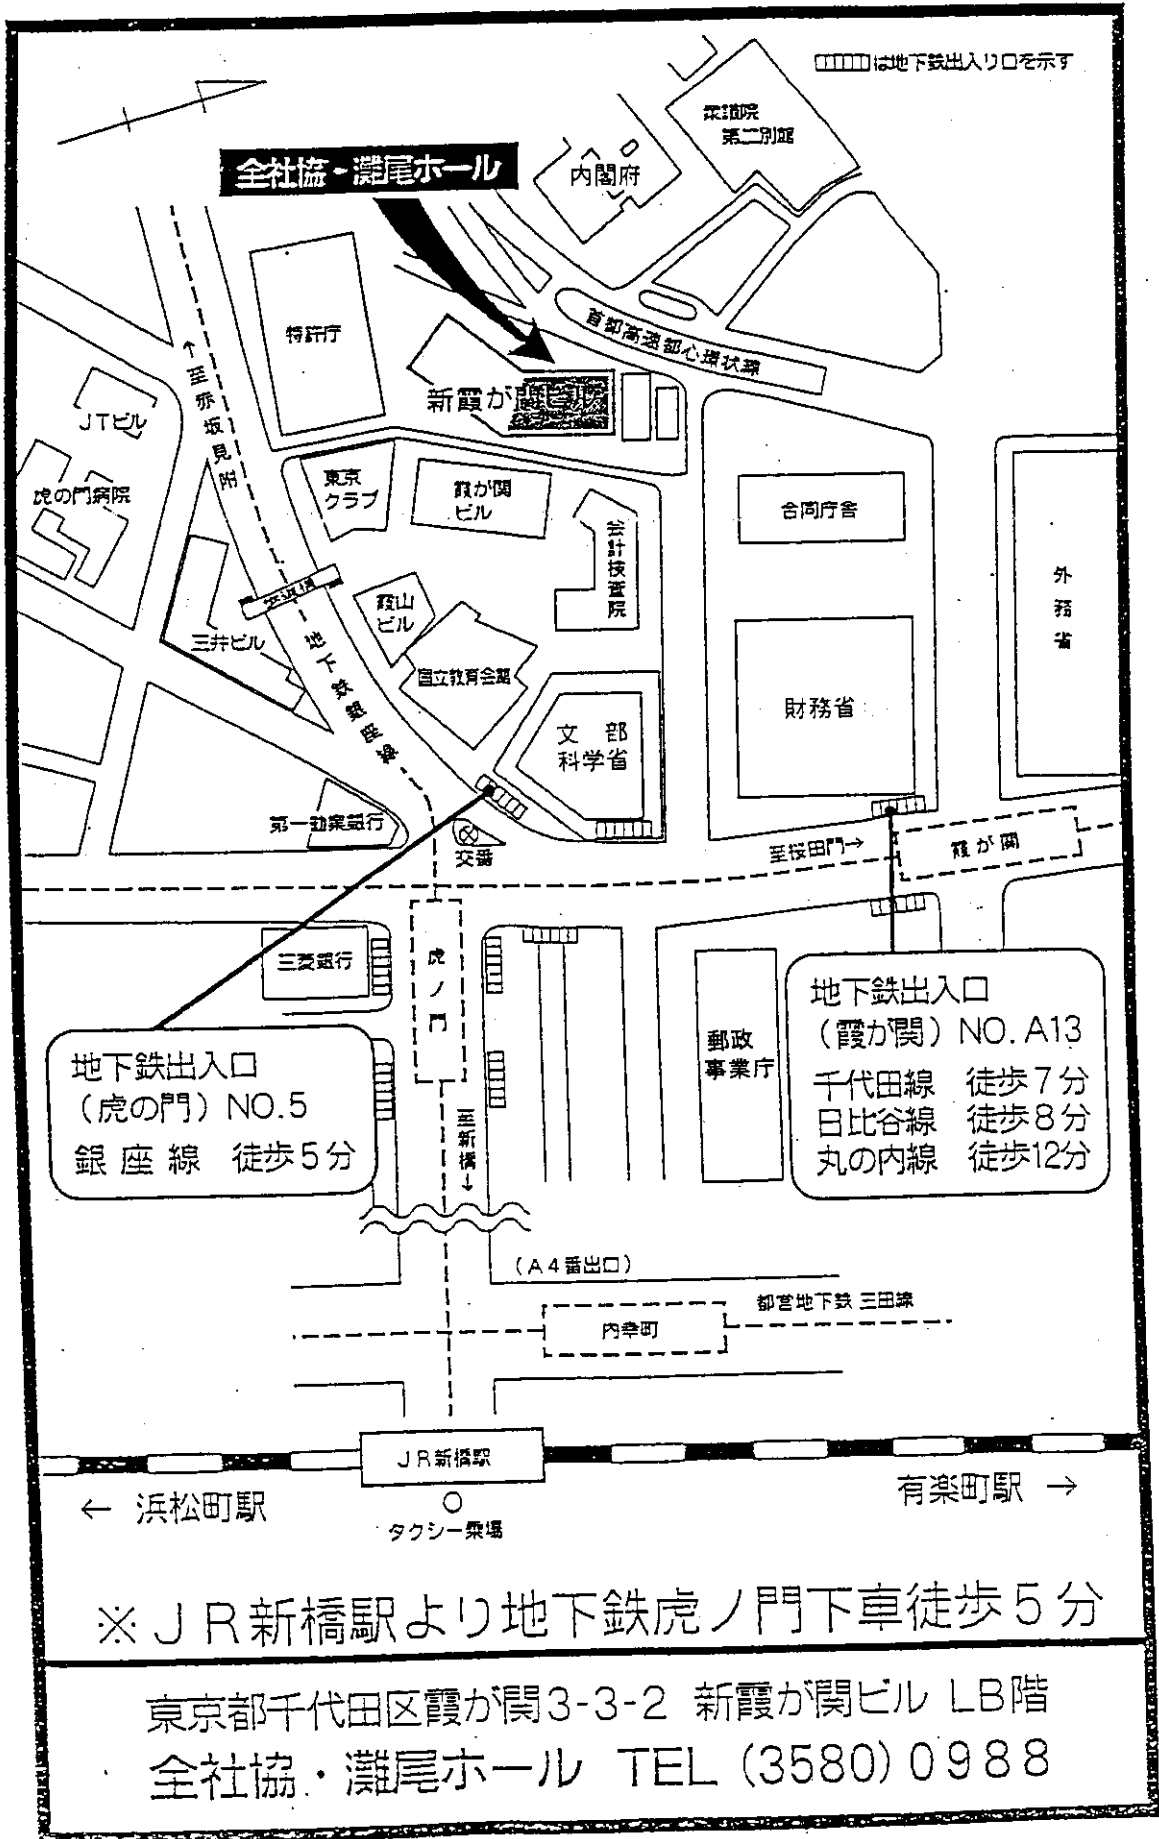 は地下鉄出入り口を示す
衆議院
第二別館
内閣府
全社協・灘尾ホール
首都高速都心環状線
特許庁
新霞が関ビル
↑至赤坂見附
JTビル
虎の門病院
東京
クラブ
霞が関
ビル
会計検査院
合同庁舎
外務省
歩道橋
霞山
ビル
三井ビル
地下鉄銀座線
国立教育会館
文部
科学省
財務省
第一勧業銀行
交番
至桜田門→
霞が関
三菱銀行
虎ノ門
郵政
事業庁
地下鉄出入口
(霞が関) NO. A13
千代田線 徒歩7分
日比谷線 徒歩8分
丸の内線 徒歩12分
地下鉄出入口
(虎の門) NO.5
銀座線 徒歩5分
至新橋↓
(A4番出口)
都営地下鉄 三田線
内幸町
JR新橋駅
← 浜松町駅
有楽町駅 →
タクシー乗場
※JR新橋駅より地下鉄虎ノ門下車徒歩5分
東京都千代田区霞が関3-3-2 新霞が関ビル LB階
全社協・灘尾ホール TEL (3580) 0988